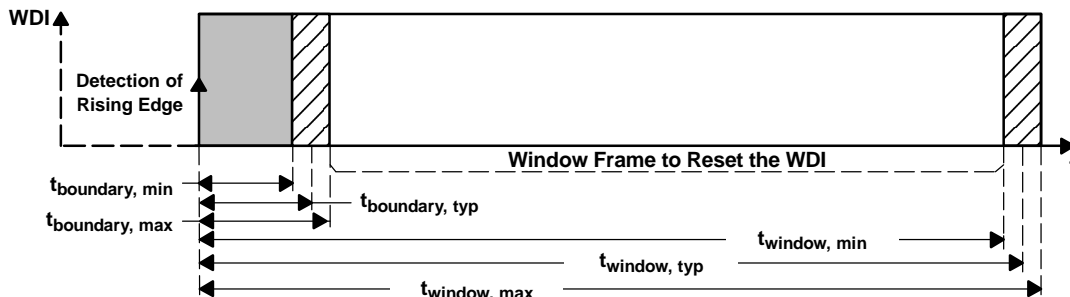 WDI
Detection of
Rising Edge
Window Frame to Reset the WDI
tboundary, min
tboundary, typ
tboundary, max
twindow, min
twindow, typ
twindow, max